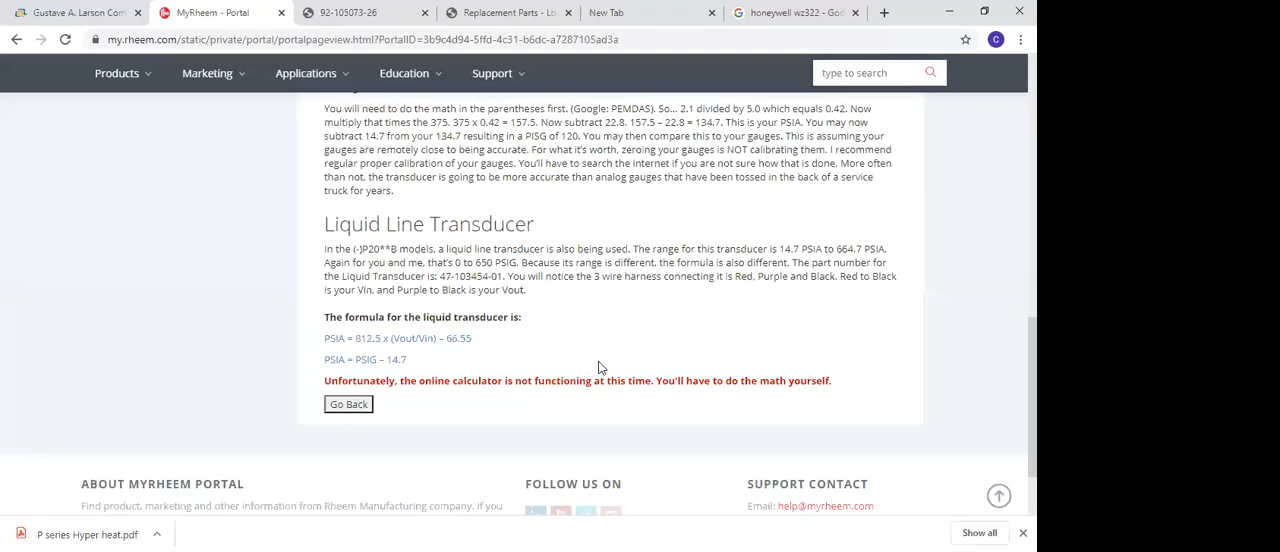 Gustave A. Larson Com
MyRheem - Portal
92-105073-26
Replacement Parts - Lo
New Tab
honeywell wz322 - Goo
my.rheem.com/static/private/portal/portalpageview.html?PortalID=3b9c4d94-5ffd-4c31-b6dc-a7287105ad3a
C
Products
Marketing
Applications
Education
Support
type to search
You will need to do the math in the parentheses first. (Google: PEMDAS). So... 2.1 divided by 5.0 which equals 0.42. Now
multiply that times the 375. 375 x 0.42 = 157.5. Now subtract 22.8. 157.5 – 22.8 = 134.7. This is your PSIA. You may now
subtract 14.7 from your 134.7 resulting in a PISG of 120. You may then compare this to your gauges. This is assuming your
gauges are remotely close to being accurate. For what it's worth, zeroing your gauges is NOT calibrating them. I recommend
regular proper calibration of your gauges. You'll have to search the internet if you are not sure how that is done. More often
than not, the transducer is going to be more accurate than analog gauges that have been tossed in the back of a service
truck for years.
Liquid Line Transducer
In the (-)P20**B models, a liquid line transducer is also being used. The range for this transducer is 14.7 PSIA to 664.7 PSIA.
Again for you and me, that's 0 to 650 PSIG. Because its range is different, the formula is also different. The part number for
the Liquid Transducer is: 47-103454-01. You will notice the 3 wire harness connecting it is Red, Purple and Black. Red to Black
is your Vin, and Purple to Black is your Vout.
The formula for the liquid transducer is:
PSIA = 812.5 x (Vout/Vin) – 66.55
PSIA = PSIG – 14.7
Unfortunately, the online calculator is not functioning at this time. You'll have to do the math yourself.
Go Back
ABOUT MYRHEEM PORTAL
FOLLOW US ON
SUPPORT CONTACT
Find product, marketing and other information from Rheem Manufacturing company. If you
Email: help@myrheem.com
P series Hyper heat.pdf
Show all